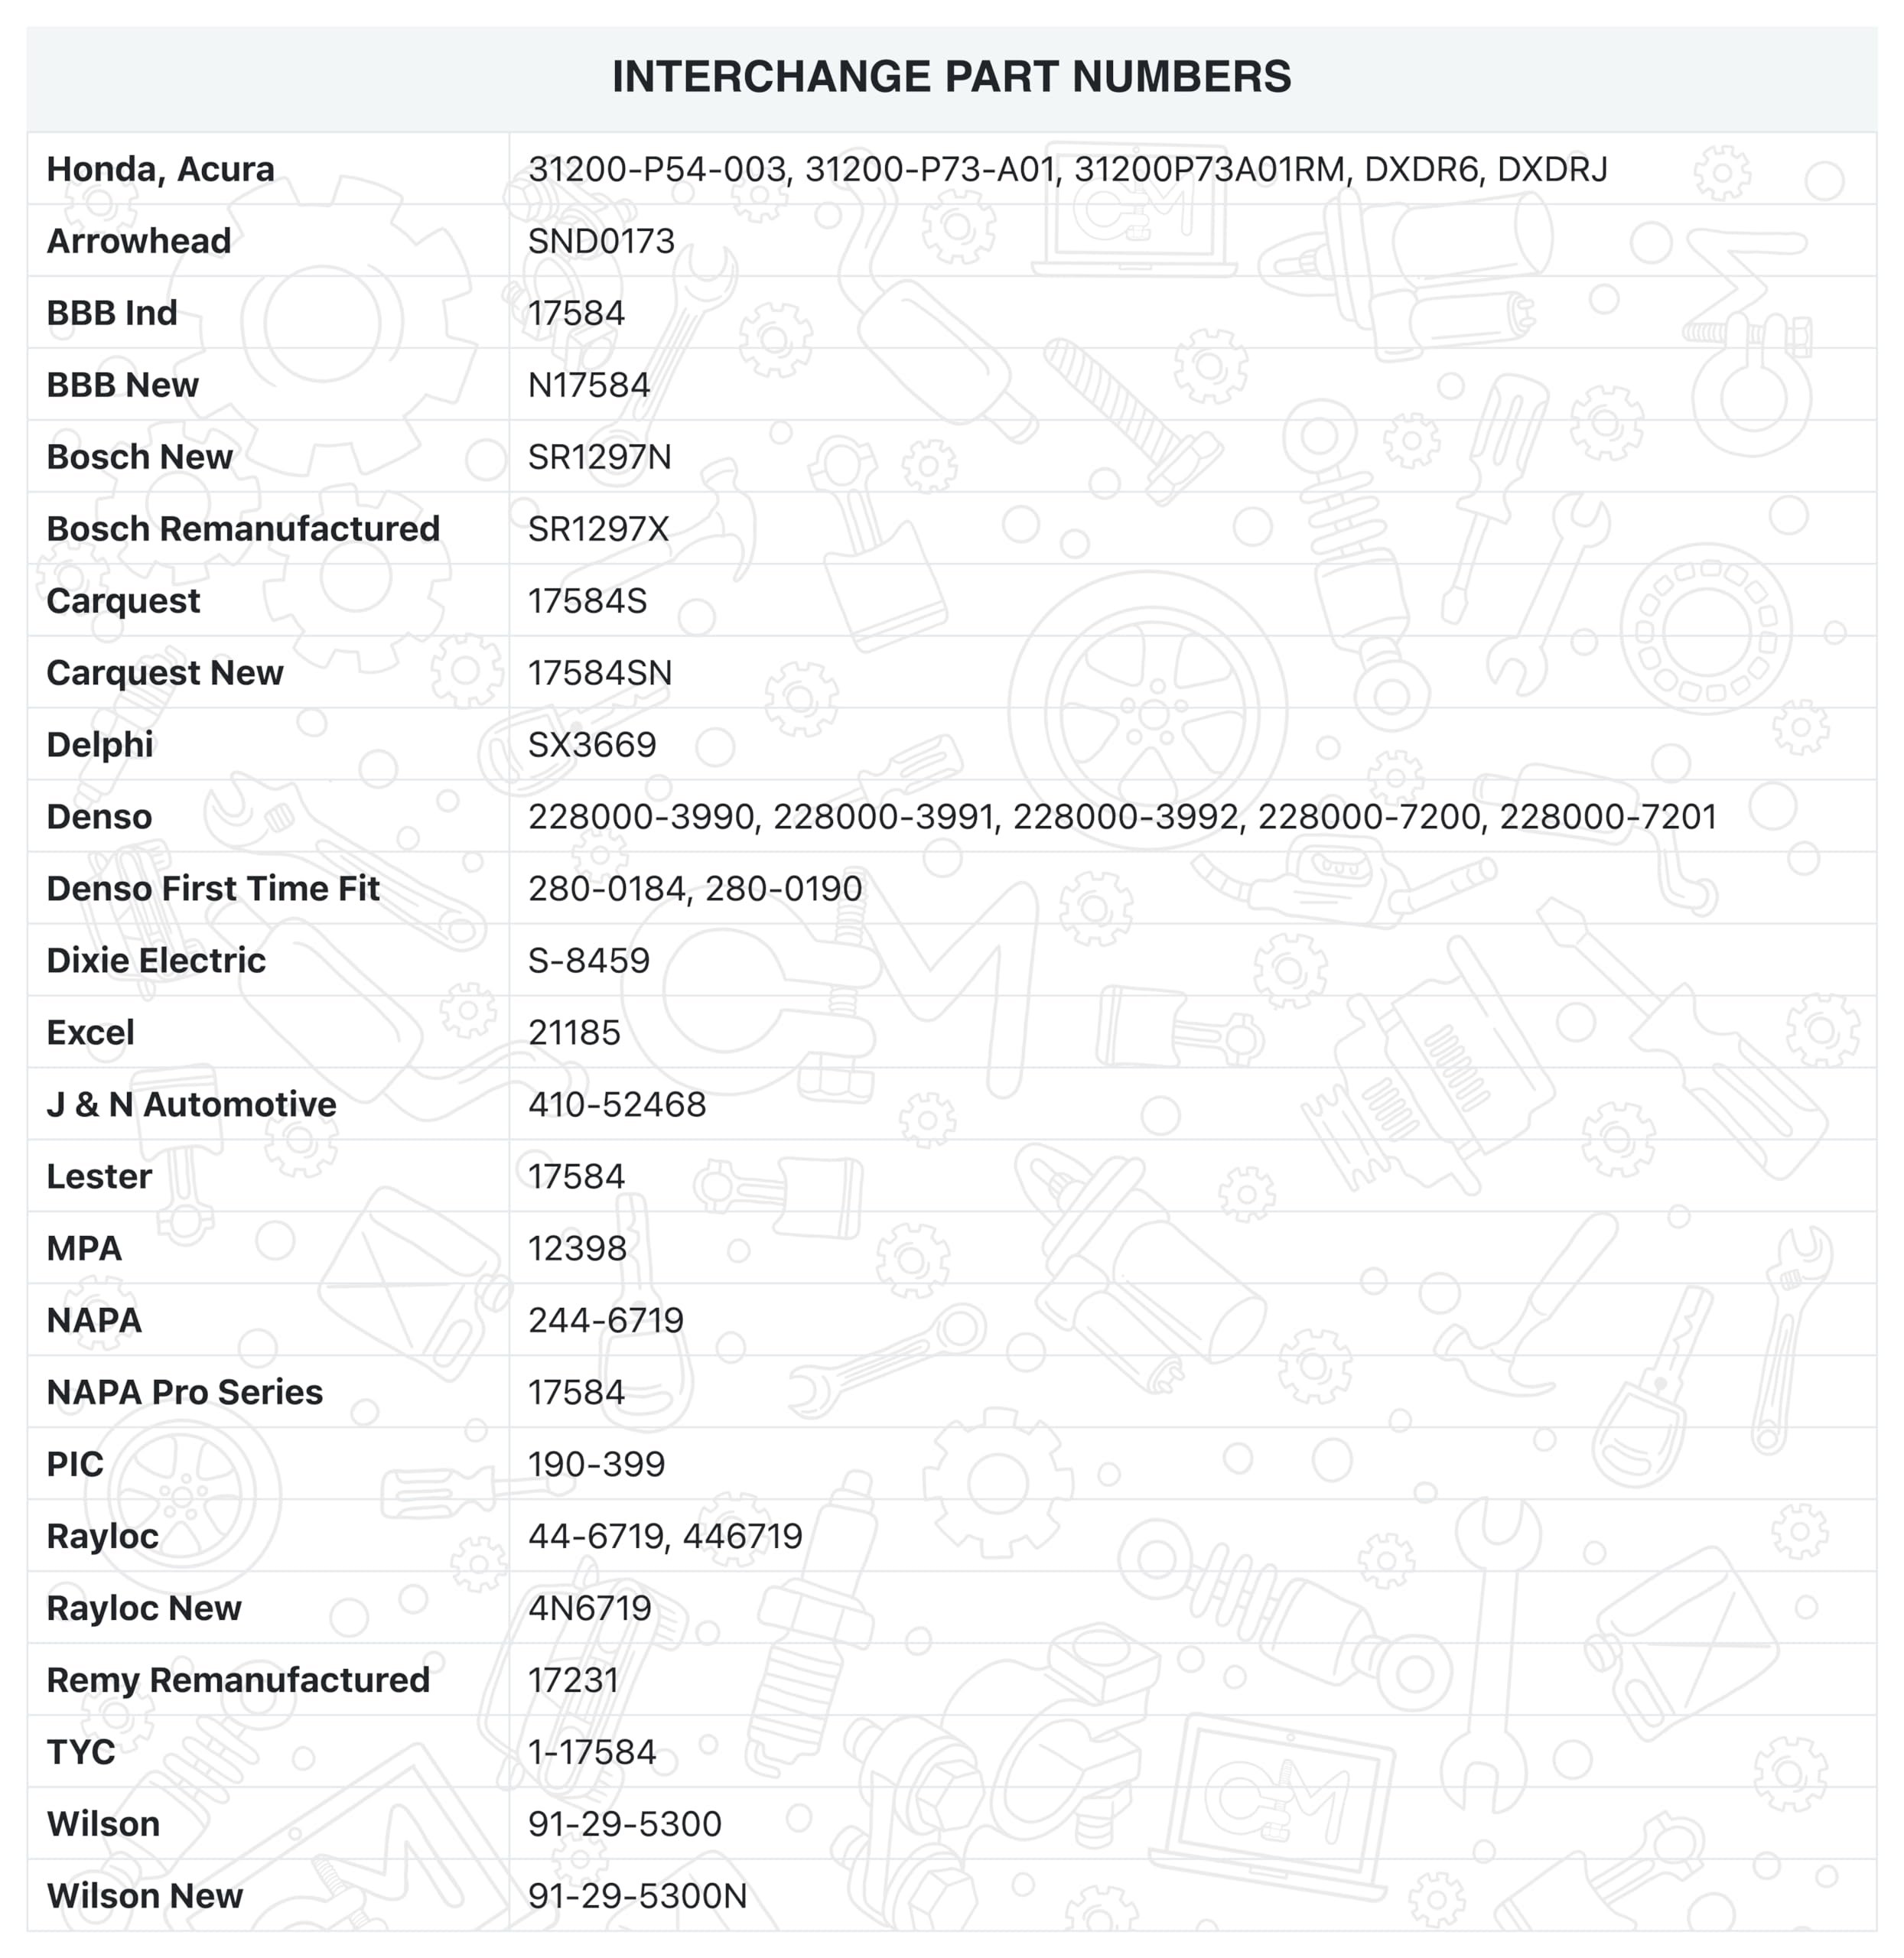 INTERCHANGE PART NUMBERS
Honda, Acura 31200-P54-003, 31200-P73-A01, 31200P73A01RM, DXDR6, DXDRJ
Arrowhead SND0173
BBB Ind 17584
BBB New N17584
Bosch New SR1297N
Bosch Remanufactured SR1297X
Carquest 17584S
Carquest New 17584SN
Delphi SX3669
Denso 228000-3990, 228000-3991, 228000-3992, 228000-7200, 228000-7201
Denso First Time Fit 280-0184, 280-0190
Dixie Electric S-8459
Excel 21185
J & N Automotive 410-52468
Lester 17584
MPA 12398
NAPA 244-6719
NAPA Pro Series 17584
PIC 190-399
Rayloc 44-6719, 446719
Rayloc New 4N6719
Remy Remanufactured 17231
TYC 1-17584
Wilson 91-29-5300
Wilson New 91-29-5300N